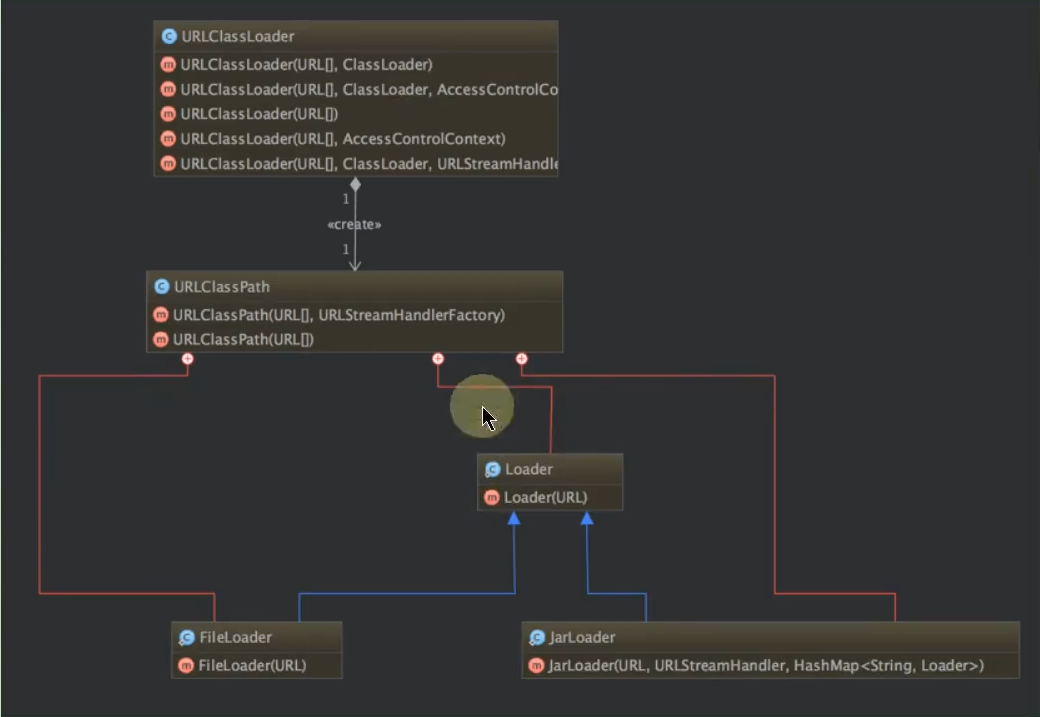 URLClassLoader
URLClassLoader(URL[], ClassLoader)
URLClassLoader(URL[], ClassLoader, AccessControlCo
URLClassLoader(URL[])
URLClassLoader(URL[], AccessControlContext)
URLClassLoader(URL[], ClassLoader, URLStreamHandle
1
«create»
1
URLClassPath
URLClassPath(URL[], URLStreamHandlerFactory)
URLClassPath(URL[])
Loader
Loader(URL)
FileLoader
FileLoader(URL)
JarLoader
JarLoader(URL, URLStreamHandler, HashMap<String, Loader>)